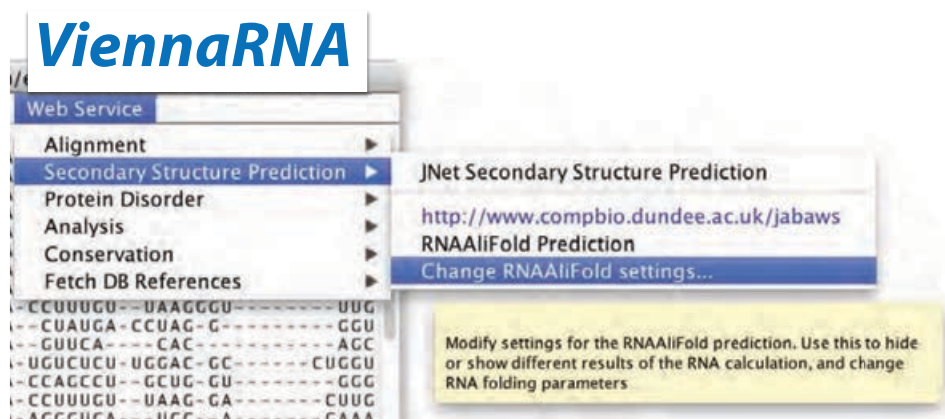 ViennaRNA
Web Service
Alignment
Secondary Structure Prediction
Protein Disorder
Analysis
Conservation
Fetch DB References
JNet Secondary Structure Prediction
http://www.compbio.dundee.ac.uk/jabaws
RNAAliFold Prediction
Change RNAAliFold settings...
Modify settings for the RNAAliFold prediction. Use this to hide
or show different results of the RNA calculation, and change
RNA folding parameters
-CCUUUGU--UAAGGGU--------UUG
--CUAUGA-CCUAG-G--------GGU
--GUUCA----CAC----------AGC
-UGUCUCU-UGGAC-GC------CUGGU
-CCAGCCU--GCUG-GU--------GGG
-CCUUUGU--UAAG-GA-------CUUG